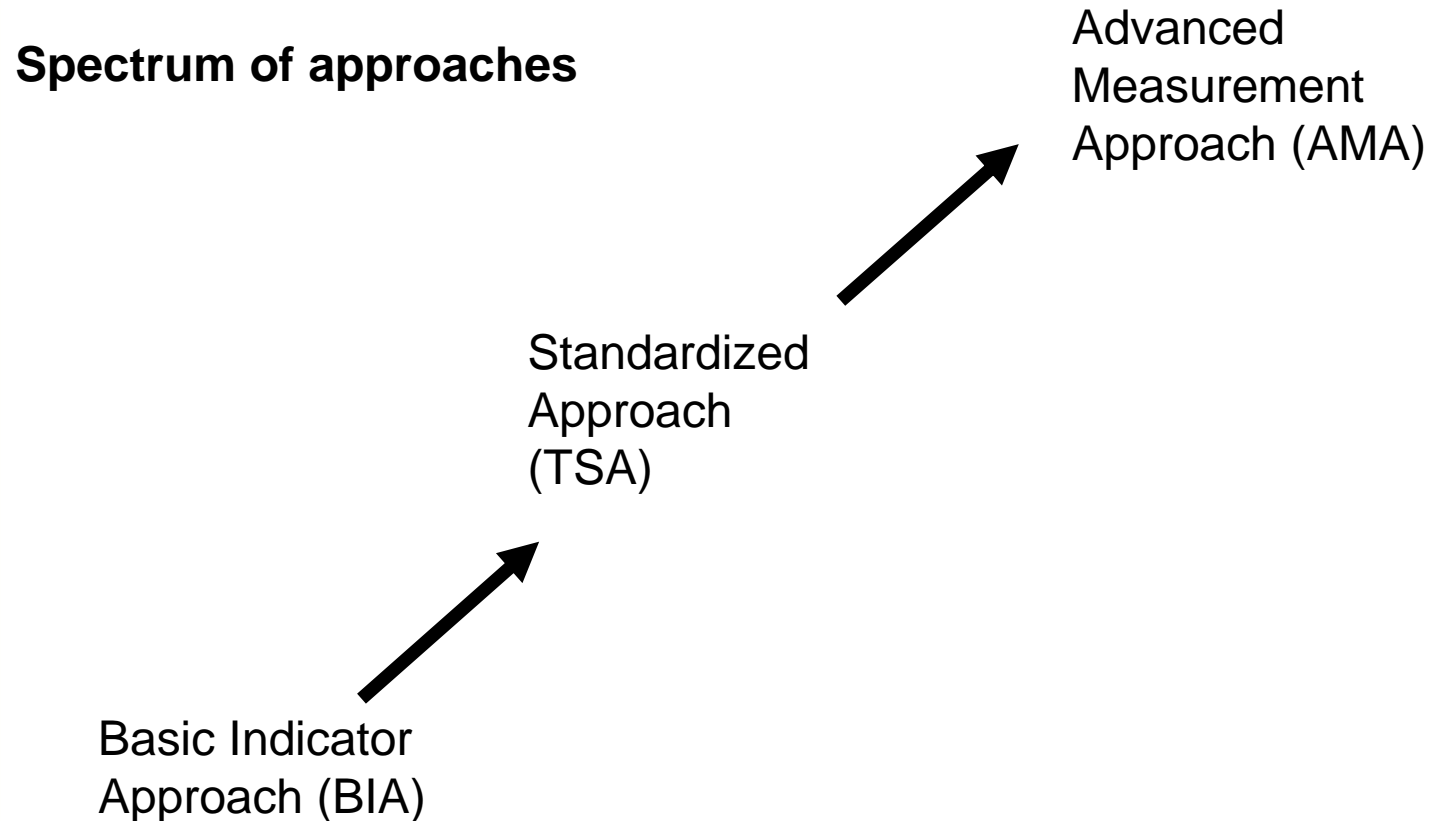 Spectrum of approaches
Advanced
Measurement
Approach (AMA)
Standardized
Approach
(TSA)
Basic Indicator
Approach (BIA)